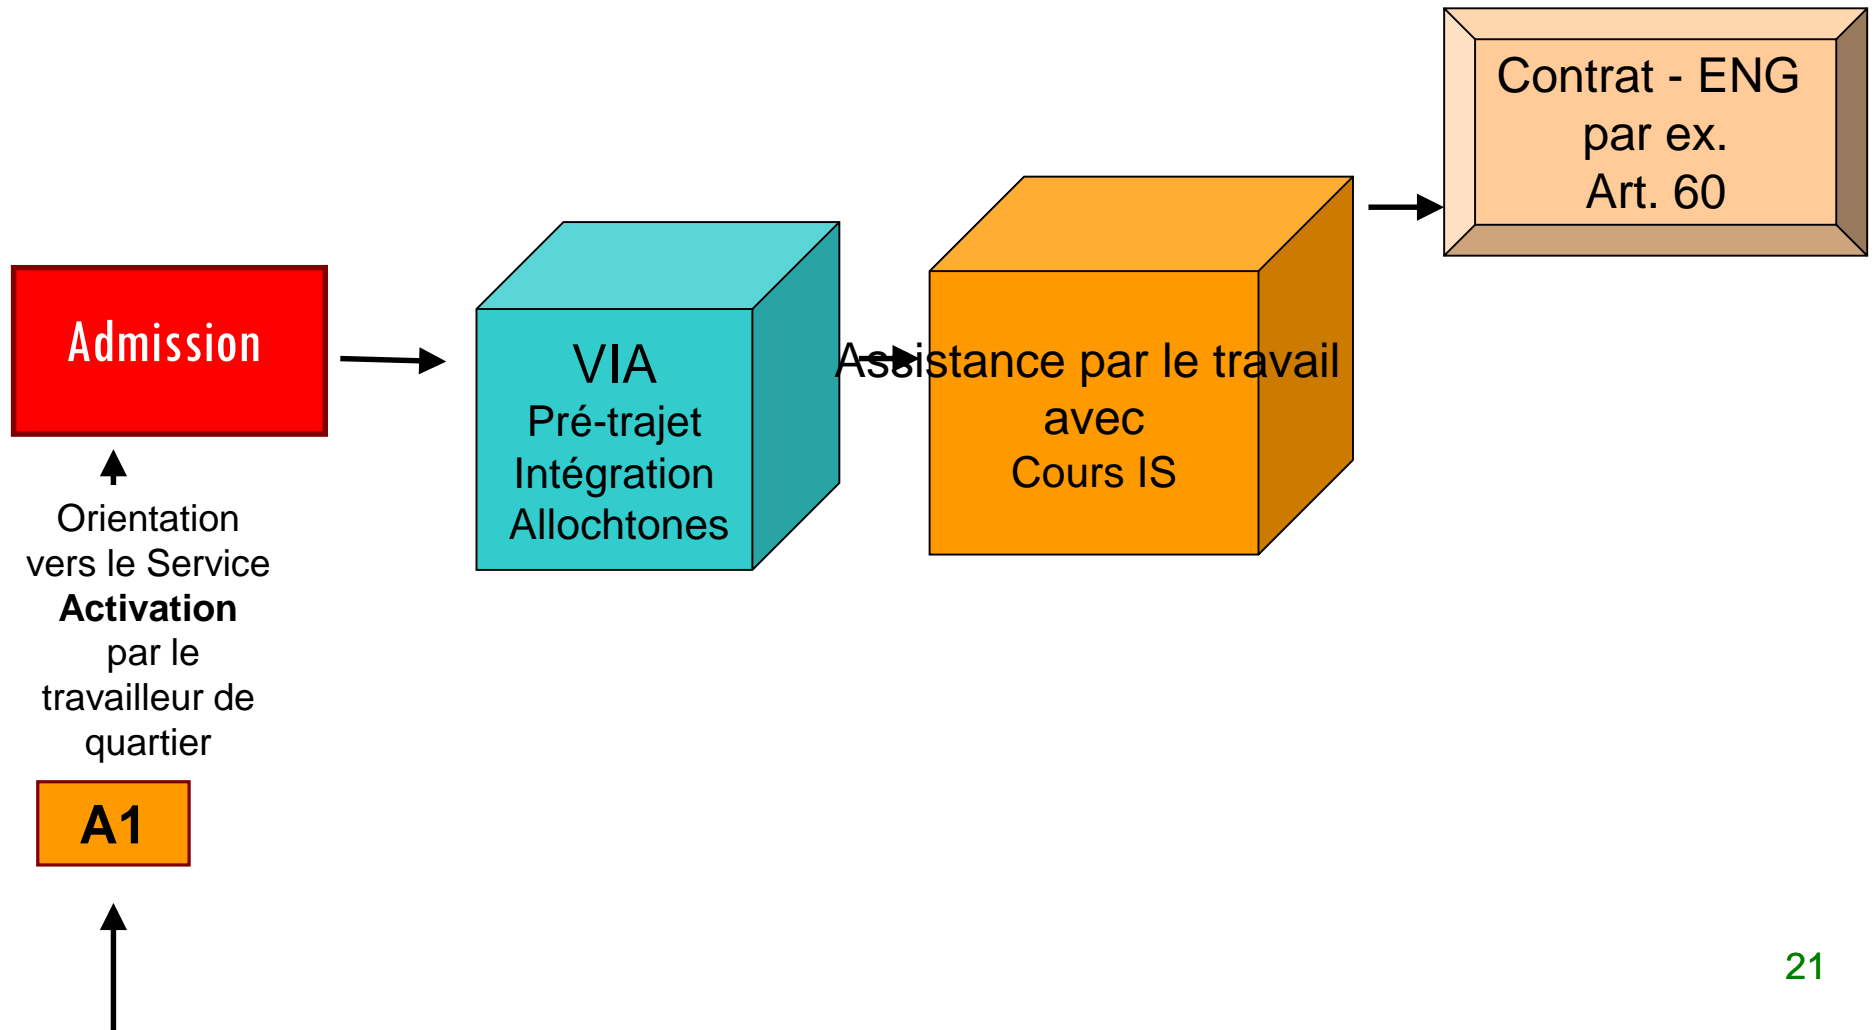 Contrat - ENG
par ex.
Art. 60
Admission
VIA
Pré-trajet
Intégration
Allochtones
Assistance par le travail
avec
Cours IS
Orientation
vers le Service
Activation
par le
travailleur de
quartier
A1
21